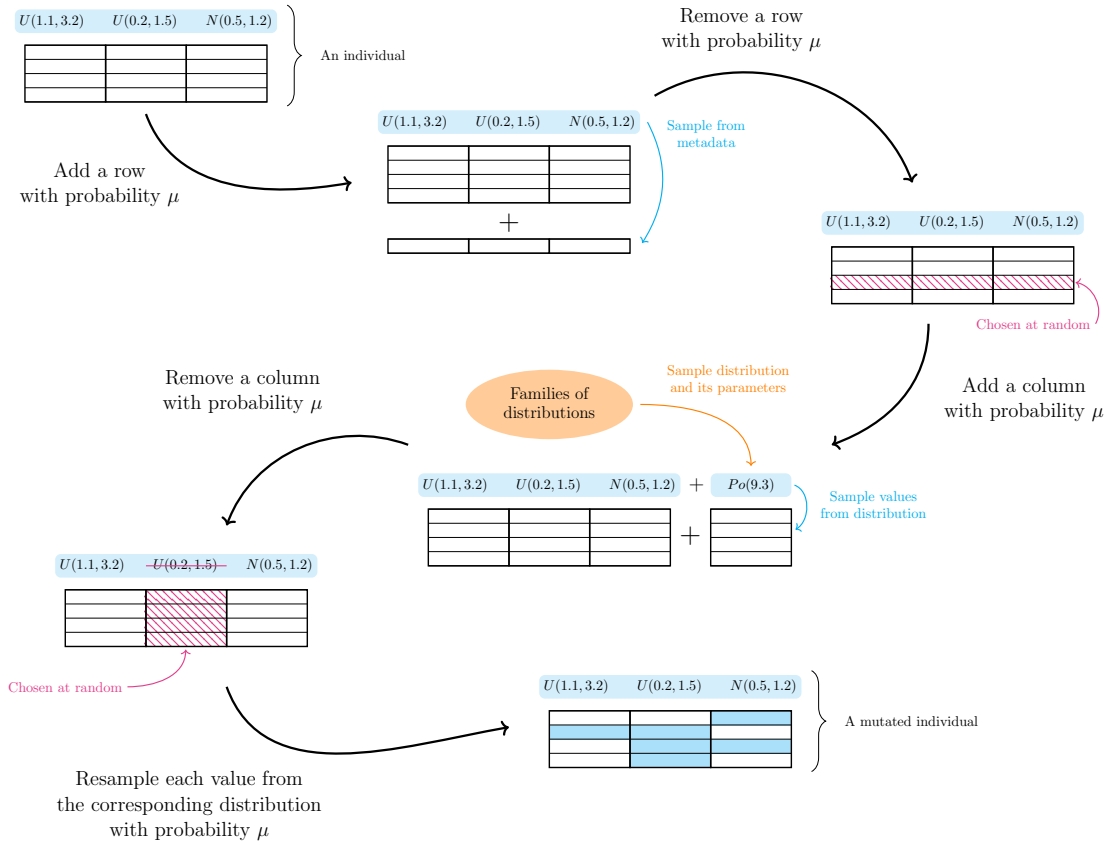 U(1.1, 3.2) U(0.2, 1.5) N(0.5, 1.2)
An individual
Add a row
with probability μ
U(1.1, 3.2) U(0.2, 1.5) N(0.5, 1.2)
+
Sample from
metadata
Remove a row
with probability μ
U(1.1, 3.2) U(0.2, 1.5) N(0.5, 1.2)
Chosen at random
Add a column
with probability μ
Families of
distributions
Sample distribution
and its parameters
U(1.1, 3.2) U(0.2, 1.5) N(0.5, 1.2) + Po(9.3)
+
Sample values
from distribution
Remove a column
with probability μ
U(1.1, 3.2) U(0.2, 1.5) N(0.5, 1.2)
Chosen at random
Resample each value from
the corresponding distribution
with probability μ
U(1.1, 3.2) U(0.2, 1.5) N(0.5, 1.2)
A mutated individual